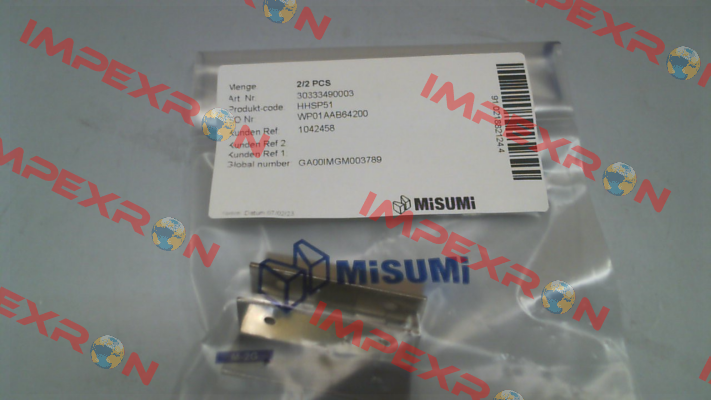 Menge 2/2 PCS
Art. Nr. 30333490003
Produkt-code HHSP51
SO Nr WP01AAB64200
Kunden Ref. 1042458
Kunden Ref 2
Kunden Ref 1
Global number GA00IMGM003789
MiSUMi
MiSUMi
IMPEXRON
IMPEXRON
IMPEXRON
IMPEXRON
IMPEXRON
IMPEXRON